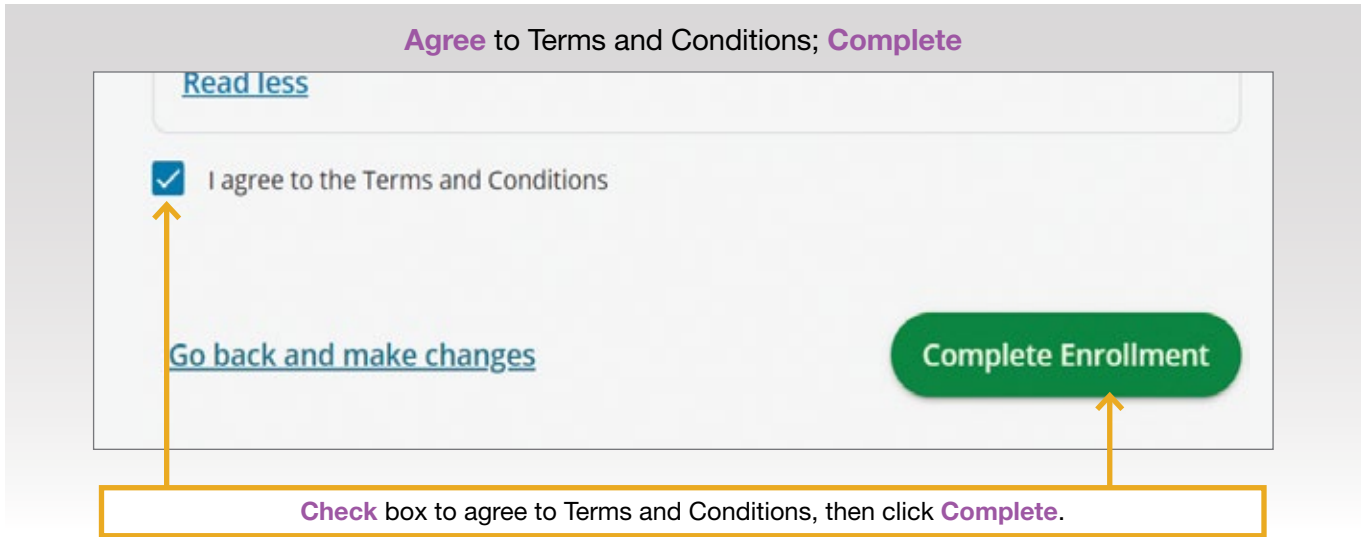 Agree to Terms and Conditions; Complete
Read less
I agree to the Terms and Conditions
Go back and make changes
Complete Enrollment
Check box to agree to Terms and Conditions, then click Complete.